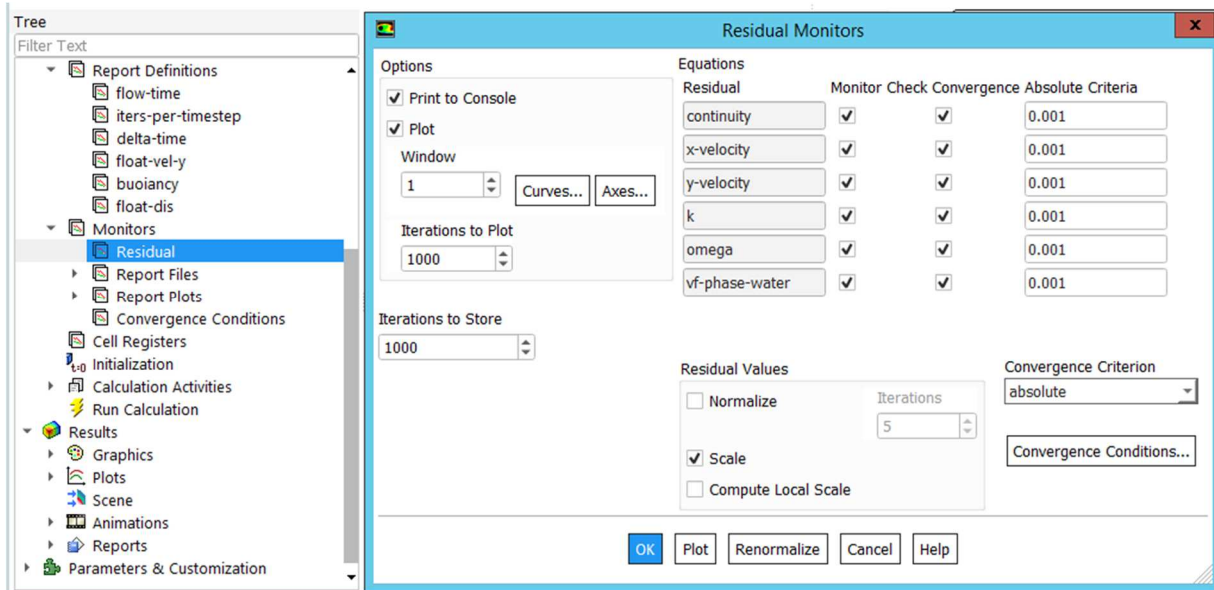 Tree
Filter Text
Report Definitions
flow-time
iters-per-timestep
delta-time
float-vel-y
buoiancy
float-dis
Monitors
Residual
Report Files
Report Plots
Convergence Conditions
Cell Registers
t=0 Initialization
Calculation Activities
Run Calculation
Results
Graphics
Plots
Scene
Animations
Reports
Parameters & Customization
Residual Monitors
x
Options
Print to Console
Plot
Window
1
Curves... Axes...
Iterations to Plot
1000
Iterations to Store
1000
Equations
Residual Monitor Check Convergence Absolute Criteria
continuity 0.001
x-velocity 0.001
y-velocity 0.001
k 0.001
omega 0.001
vf-phase-water 0.001
Residual Values
Normalize
Iterations
5
Scale
Compute Local Scale
Convergence Criterion
absolute
Convergence Conditions...
OK Plot Renormalize Cancel Help